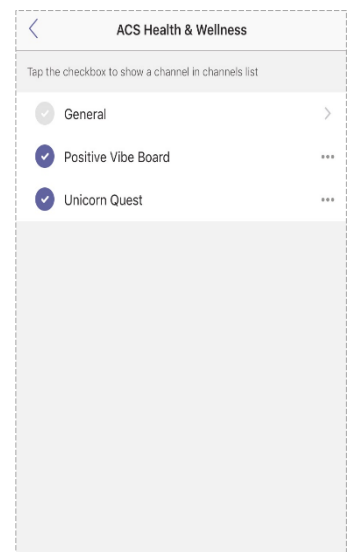 ACS Health & Wellness
Tap the checkbox to show a channel in channels list
General
Positive Vibe Board
Unicorn Quest